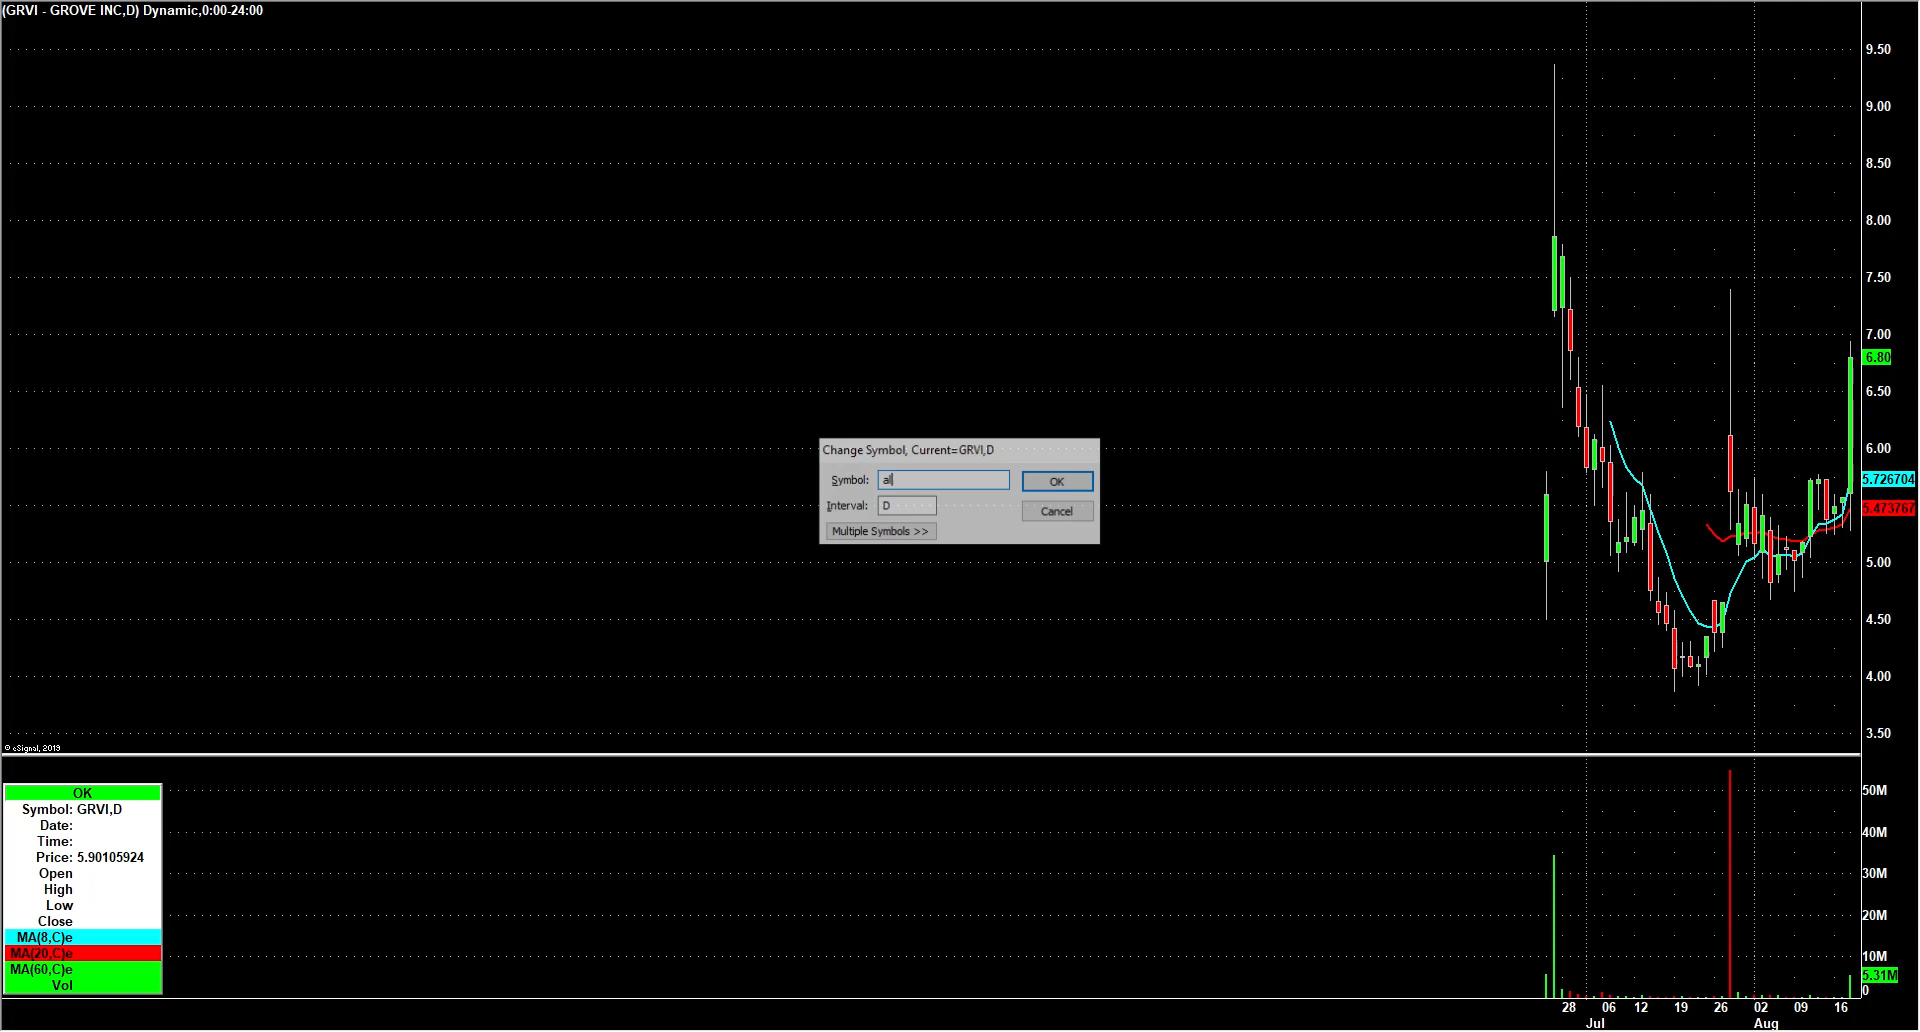 (GRVI - GROVE INC,D) Dynamic,0:00-24:00
9.50
9.00
8.50
8.00
7.50
7.00
6.80
6.50
6.00
5.726704
5.473767
5.00
4.50
4.00
3.50
Change Symbol, Current=GRVI,D
Symbol: al
OK
Interval: D
Cancel
Multiple Symbols >>
© eSignal, 2019
OK
Symbol: GRVI,D
Date:
Time:
Price: 5.90105924
Open
High
Low
Close
MA(8,C)e
MA(20,C)e
MA(60,C)e
Vol
50M
40M
30M
20M
10M
5.31M
0
28 06 12 19 26 02 09 16
Jul Aug